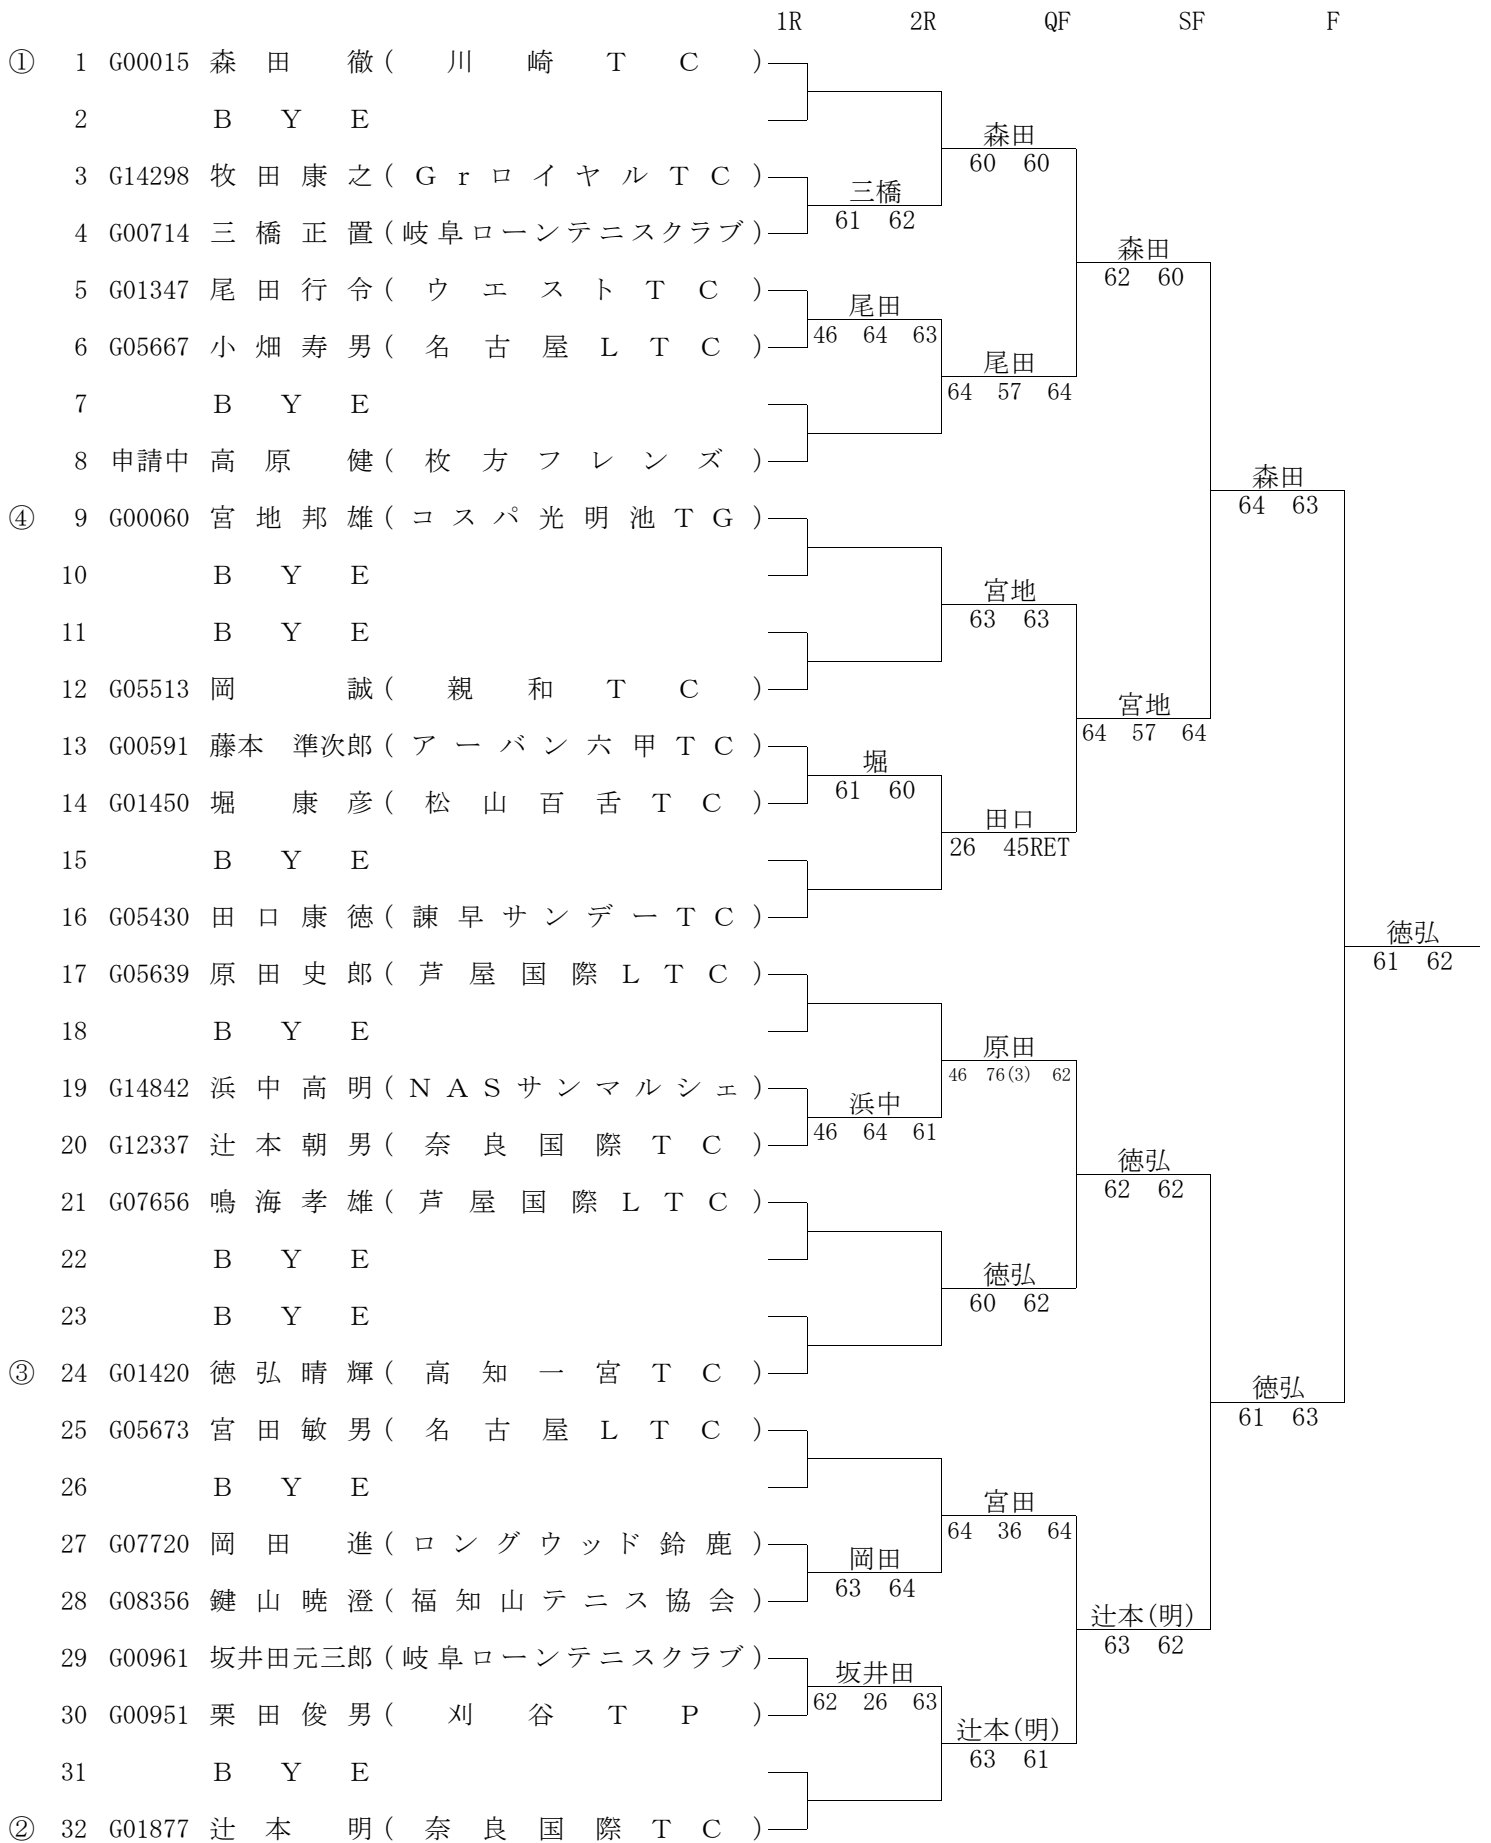 1R 2R QF SF F
① 1 G00015 森田 徹(川崎TC)
2 BYE
森田
3 G14298 牧田康之(GrロイヤルTC) 60 60
三橋
4 G00714 三橋正置(岐阜ローンテニスクラブ) 61 62
森田
5 G01347 尾田行令(ウエストTC) 62 60
尾田
6 G05667 小畑寿男(名古屋LTC) 46 64 63
尾田
7 BYE 64 57 64
8 申請中 高原 健(枚方フレンズ)
森田
④ 9 G00060 宮地邦雄(コスパ光明池TG) 64 63
10 BYE
宮地
11 BYE 63 63
12 G05513 岡 誠(親和TC)
宮地
13 G00591 藤本 準次郎(アーバン六甲TC) 64 57 64
堀
14 G01450 堀 康彦(松山百舌TC) 61 60
田口
15 BYE 26 45RET
16 G05430 田口康徳(諫早サンデーTC)
徳弘
17 G05639 原田史郎(芦屋国際LTC) 61 62
18 BYE
原田
19 G14842 浜中高明(NASサンマルシェ) 46 76(3) 62
浜中
20 G12337 辻本朝男(奈良国際TC) 46 64 61
徳弘
21 G07656 鳴海孝雄(芦屋国際LTC) 62 62
22 BYE
徳弘
23 BYE 60 62
③ 24 G01420 徳弘晴輝(高知一宮TC)
徳弘
25 G05673 宮田敏男(名古屋LTC) 61 63
26 BYE
宮田
27 G07720 岡田 進(ロングウッド鈴鹿) 64 36 64
岡田
28 G08356 鍵山暁澄(福知山テニス協会) 63 64
辻本(明)
29 G00961 坂井田元三郎(岐阜ローンテニスクラブ) 63 62
坂井田
30 G00951 栗田俊男(刈谷TP) 62 26 63
辻本(明)
31 BYE 63 61
② 32 G01877 辻本 明(奈良国際TC)